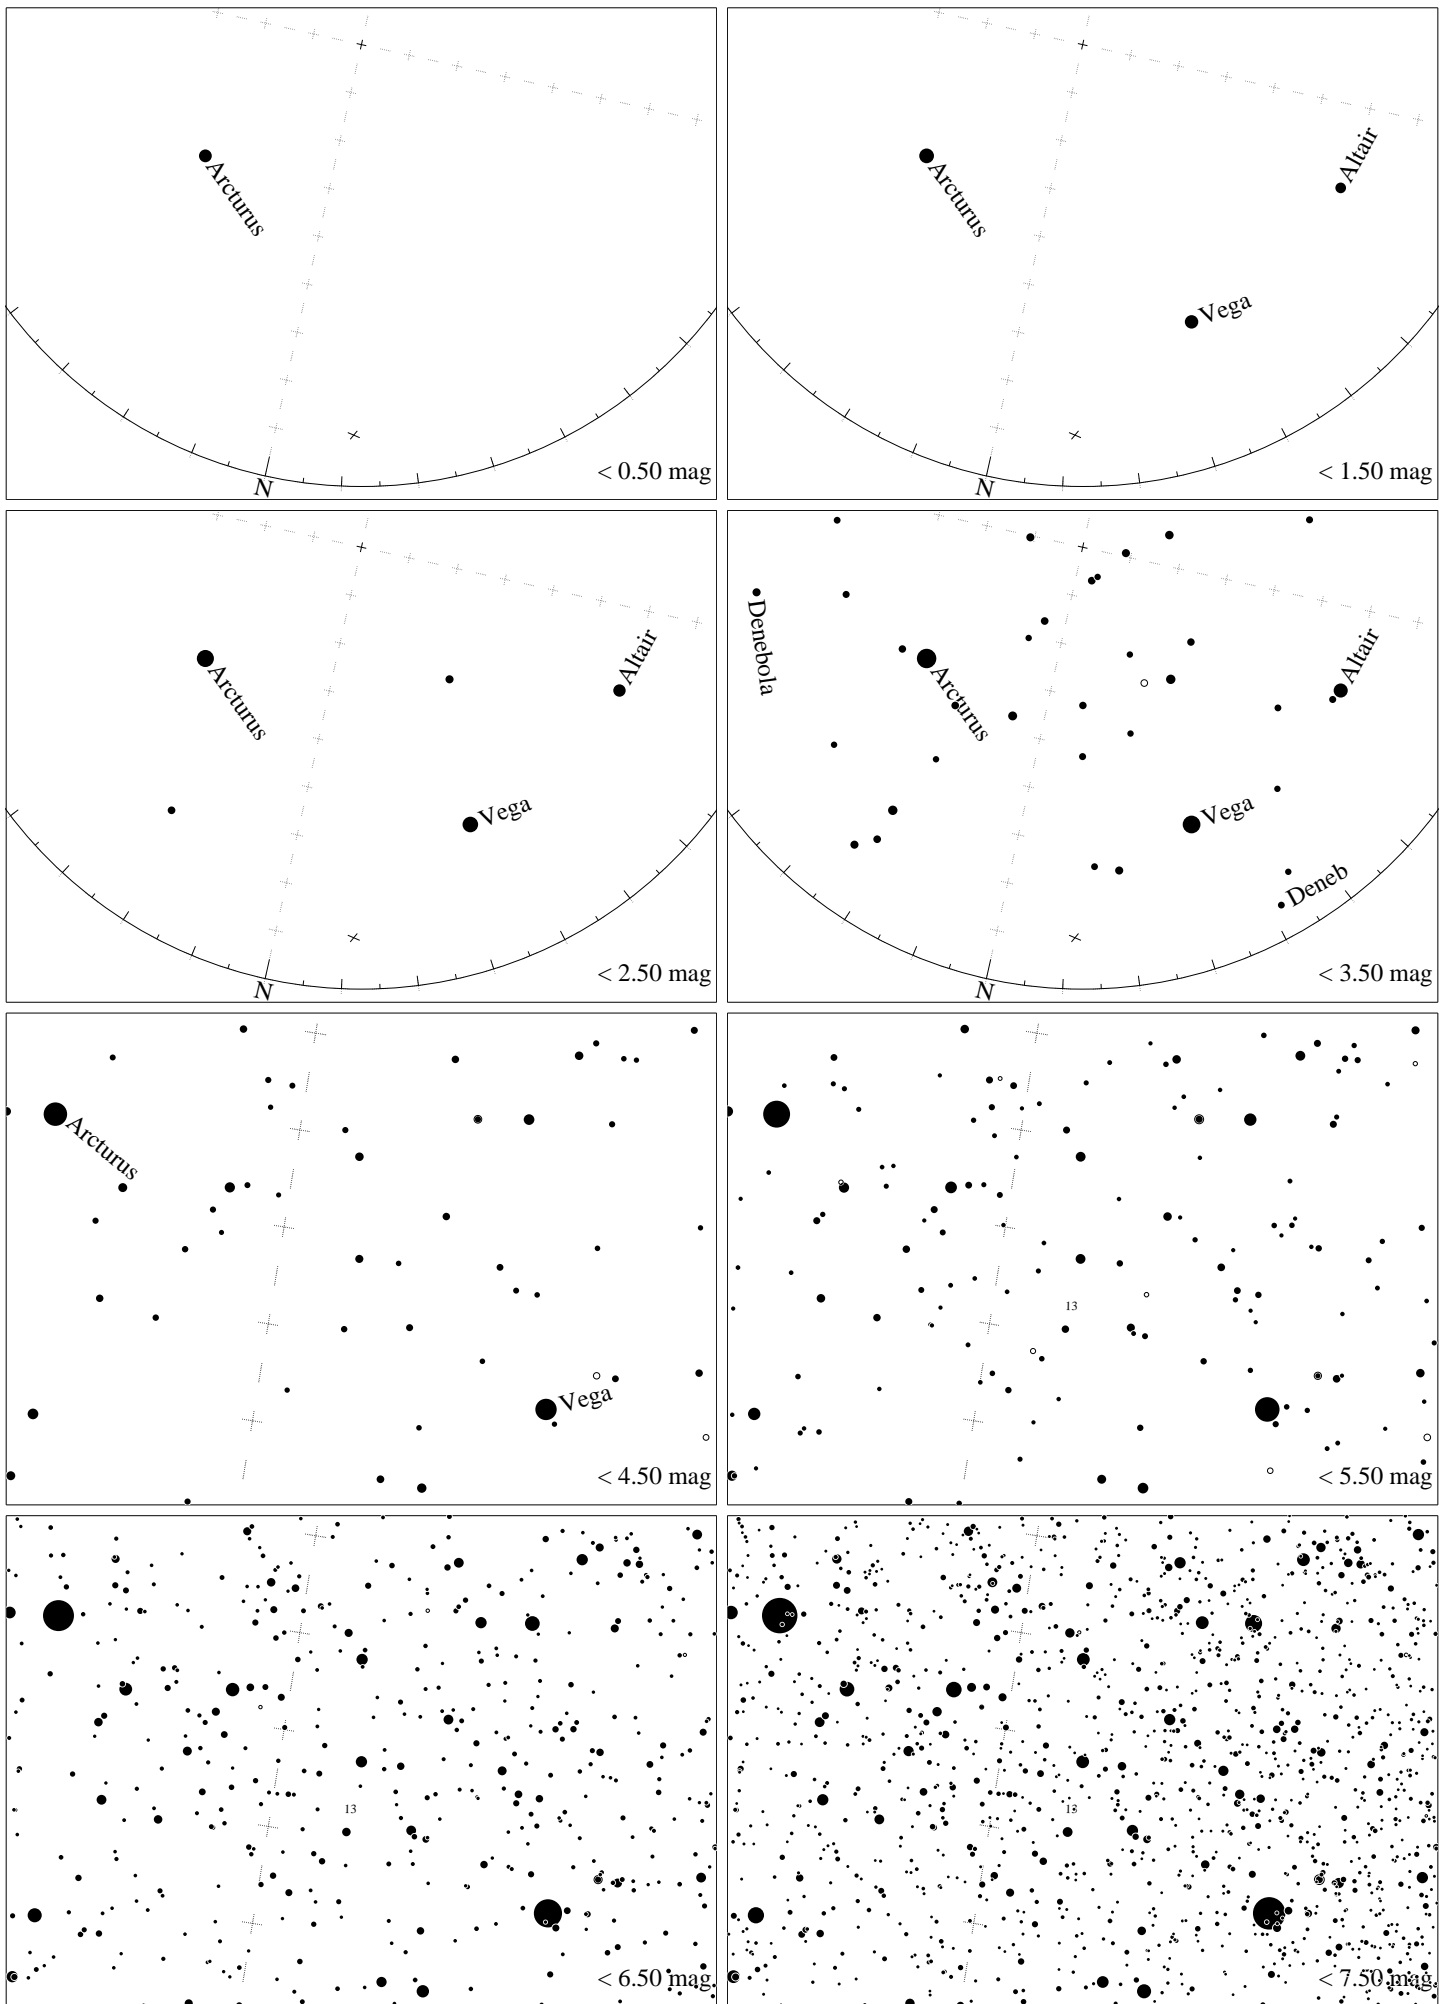 Arcturus
N
< 0.50 mag
Arcturus
Altair
Vega
N
< 1.50 mag
Arcturus
Altair
Vega
N
< 2.50 mag
Denebola
Arcturus
Altair
Vega
Deneb
N
< 3.50 mag
Arcturus
Vega
< 4.50 mag
13
< 5.50 mag
13
< 6.50 mag
13
< 7.50 mag